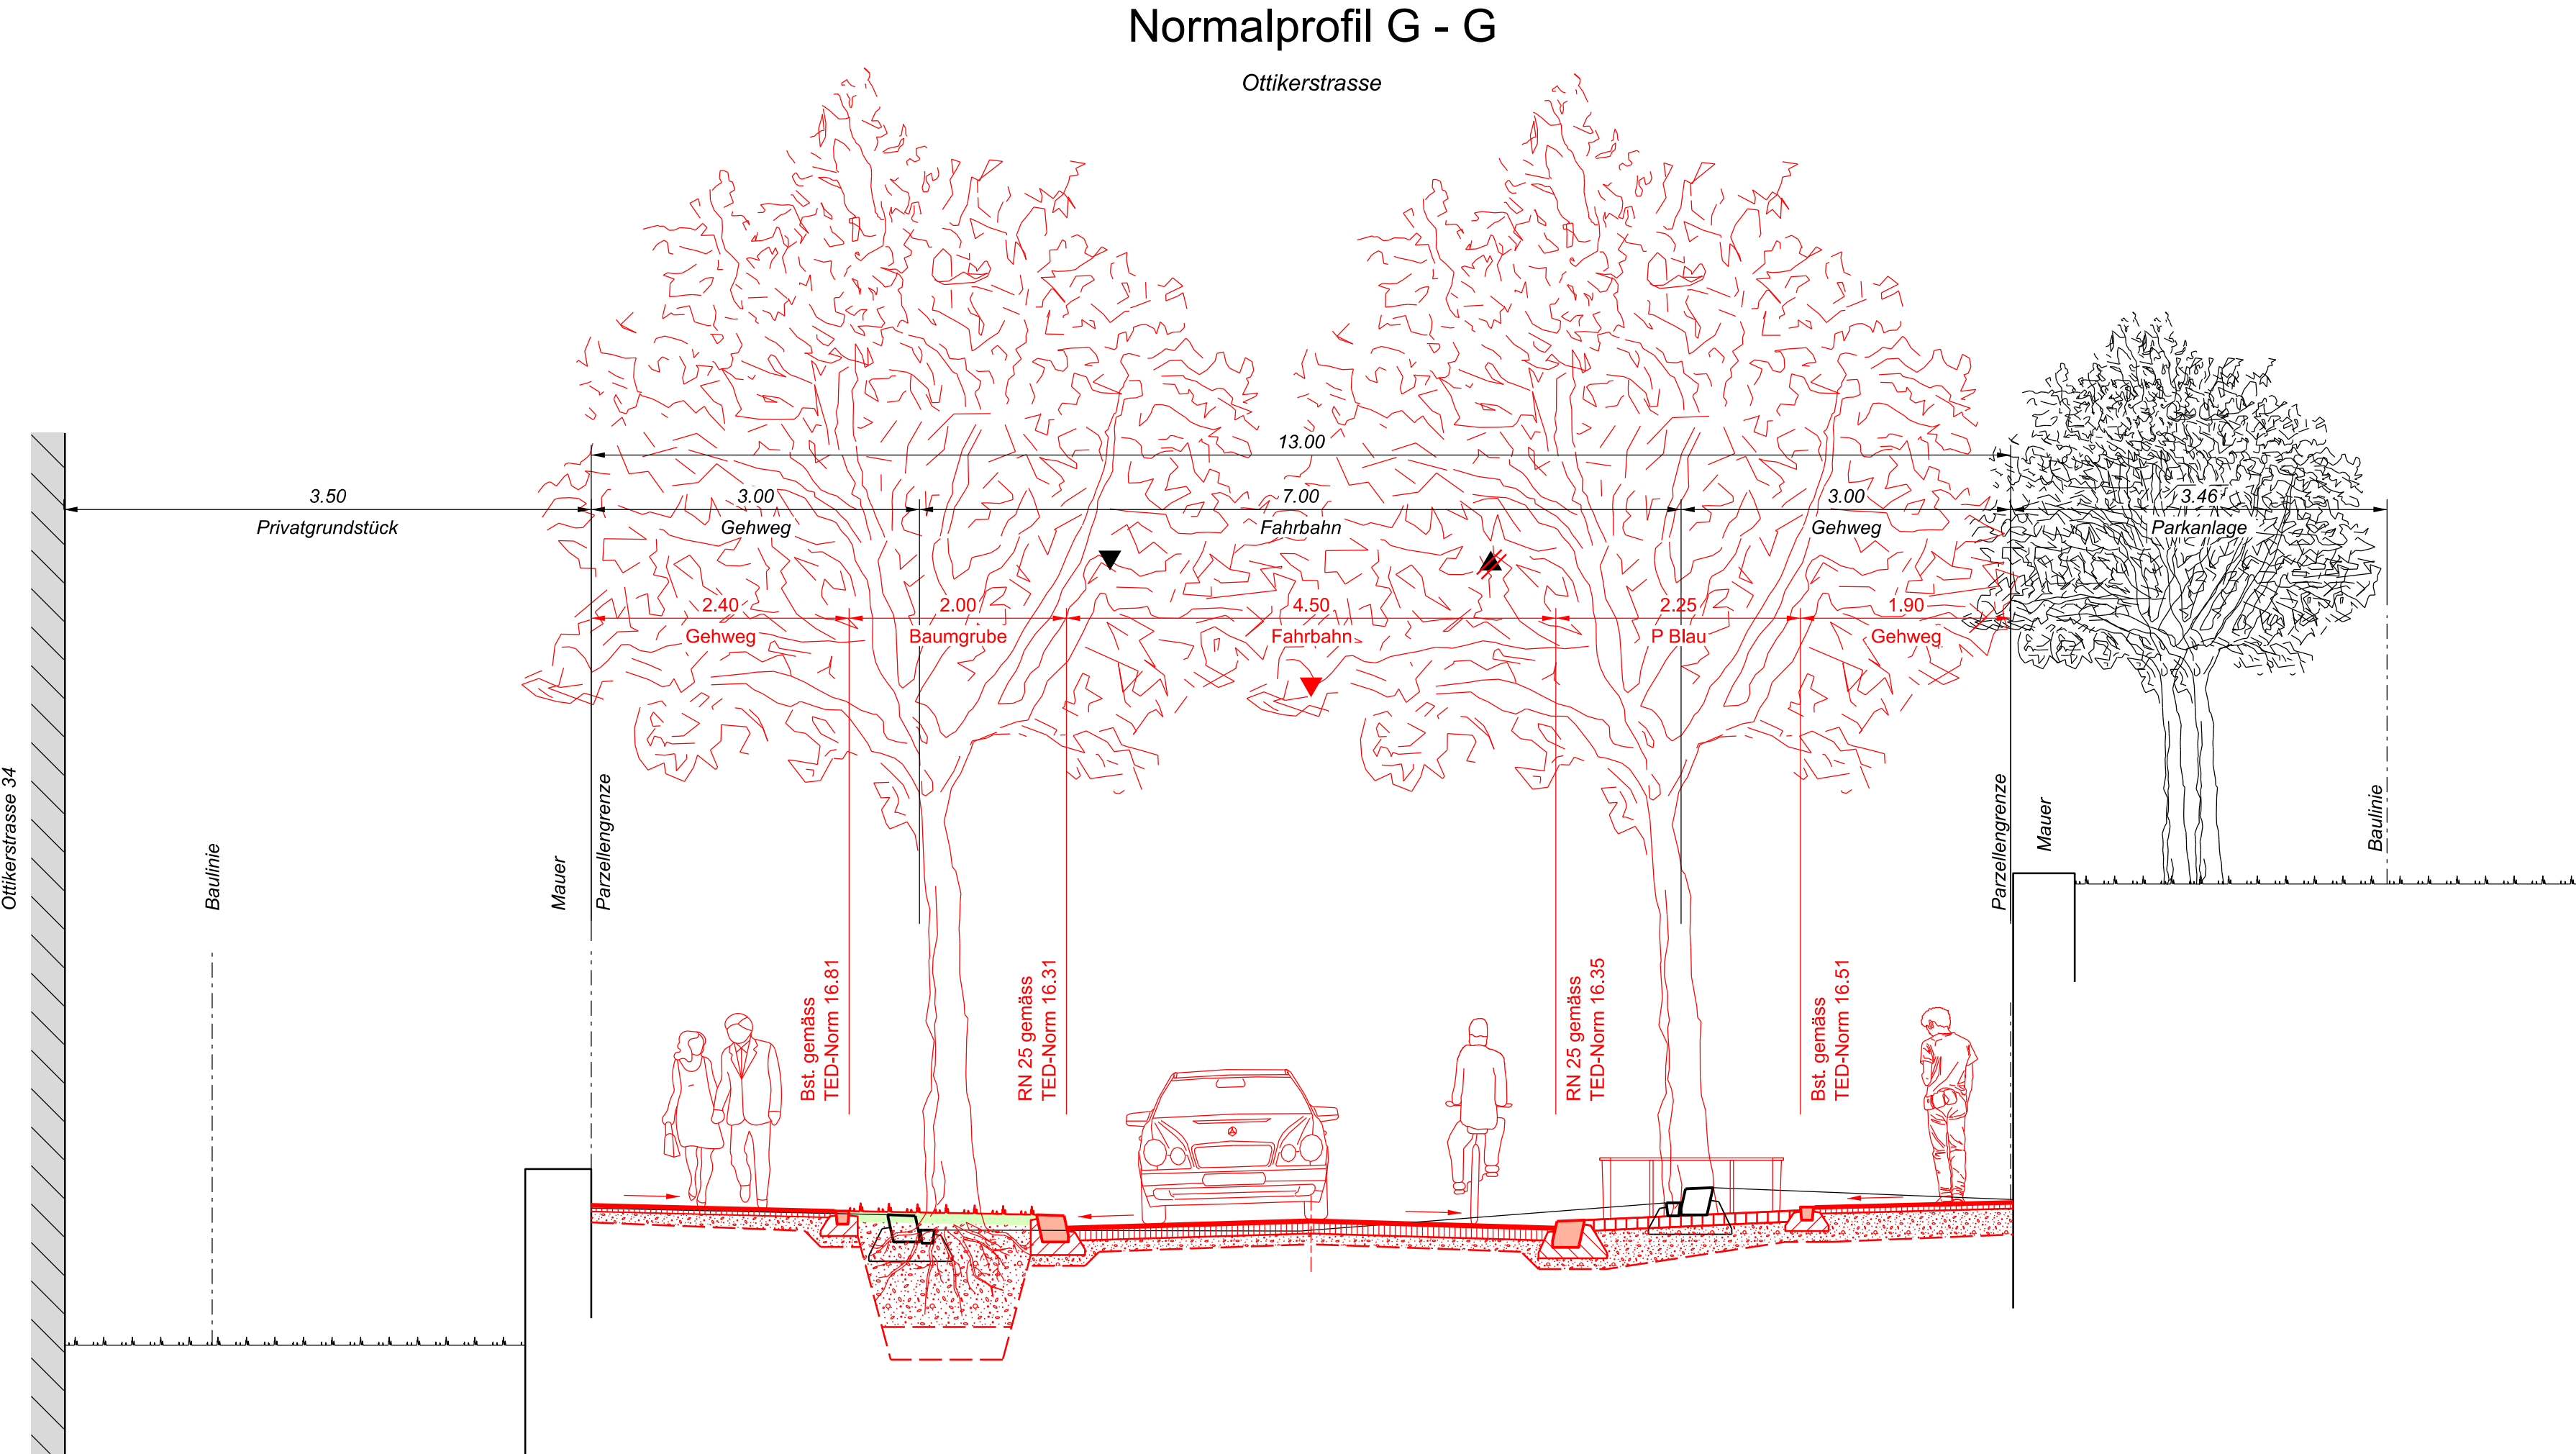 Normalprofil G - G
Ottikerstrasse
13.00
3.50
3.00
7.00
3.00
3.46
Privatgrundstück
Gehweg
Fahrbahn
Gehweg
Parkanlage
2.40
2.00
4.50
2.25
1.90
Gehweg
Baumgrube
Fahrbahn
P Blau
Gehweg
Ottikerstrasse 34
Baulinie
Mauer
Parzellengrenze
Bst. gemäss
TED-Norm 16.81
RN 25 gemäss
TED-Norm 16.31
RN 25 gemäss
TED-Norm 16.35
Bst. gemäss
TED-Norm 16.51
Parzellengrenze
Mauer
Baulinie